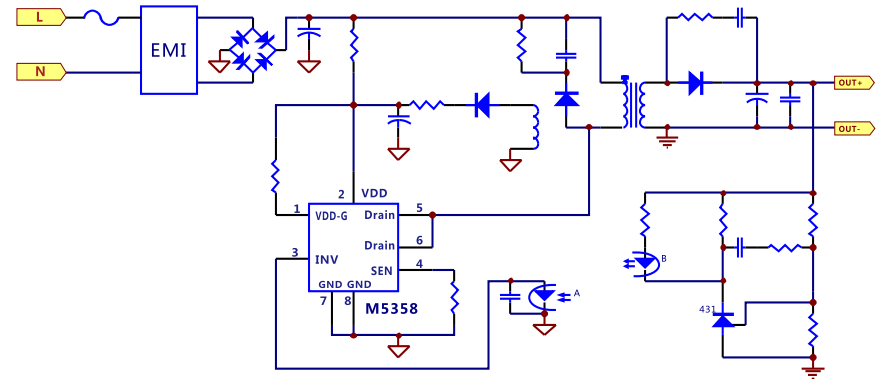 L
EMI
N
OUT+
OUT-
2 VDD
1 VDD-G Drain 5
Drain 6
3 INV
SEN 4
GND GND
7 8 M5358
A
B
431